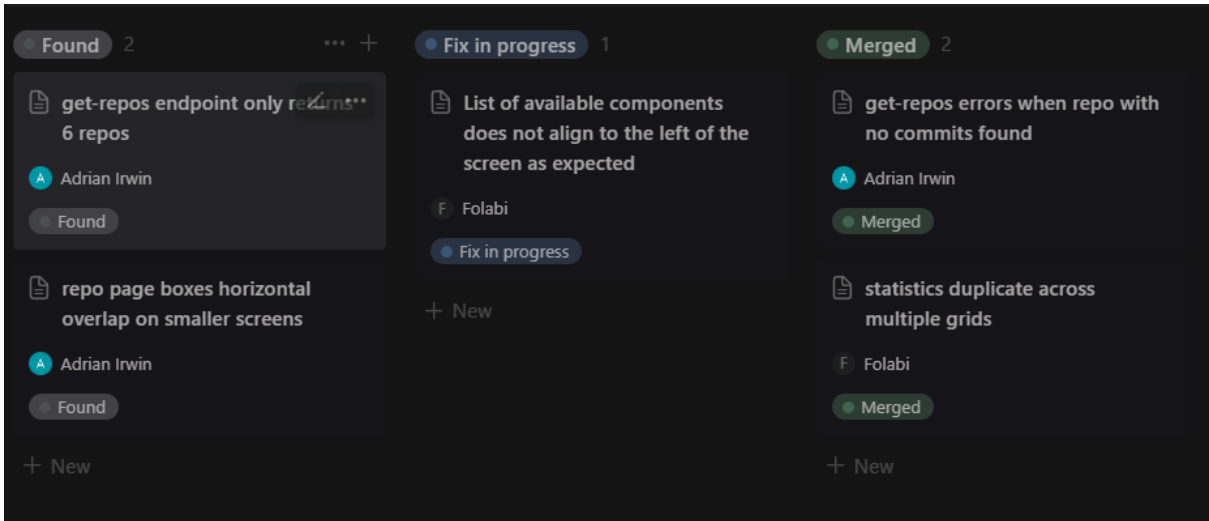 Found 2
get-repos endpoint only returns
6 repos
A Adrian Irwin
Found
repo page boxes horizontal
overlap on smaller screens
A Adrian Irwin
Found
+ New
Fix in progress 1
List of available components
does not align to the left of the
screen as expected
F Folabi
Fix in progress
+ New
Merged 2
get-repos errors when repo with
no commits found
A Adrian Irwin
Merged
statistics duplicate across
multiple grids
F Folabi
Merged
+ New